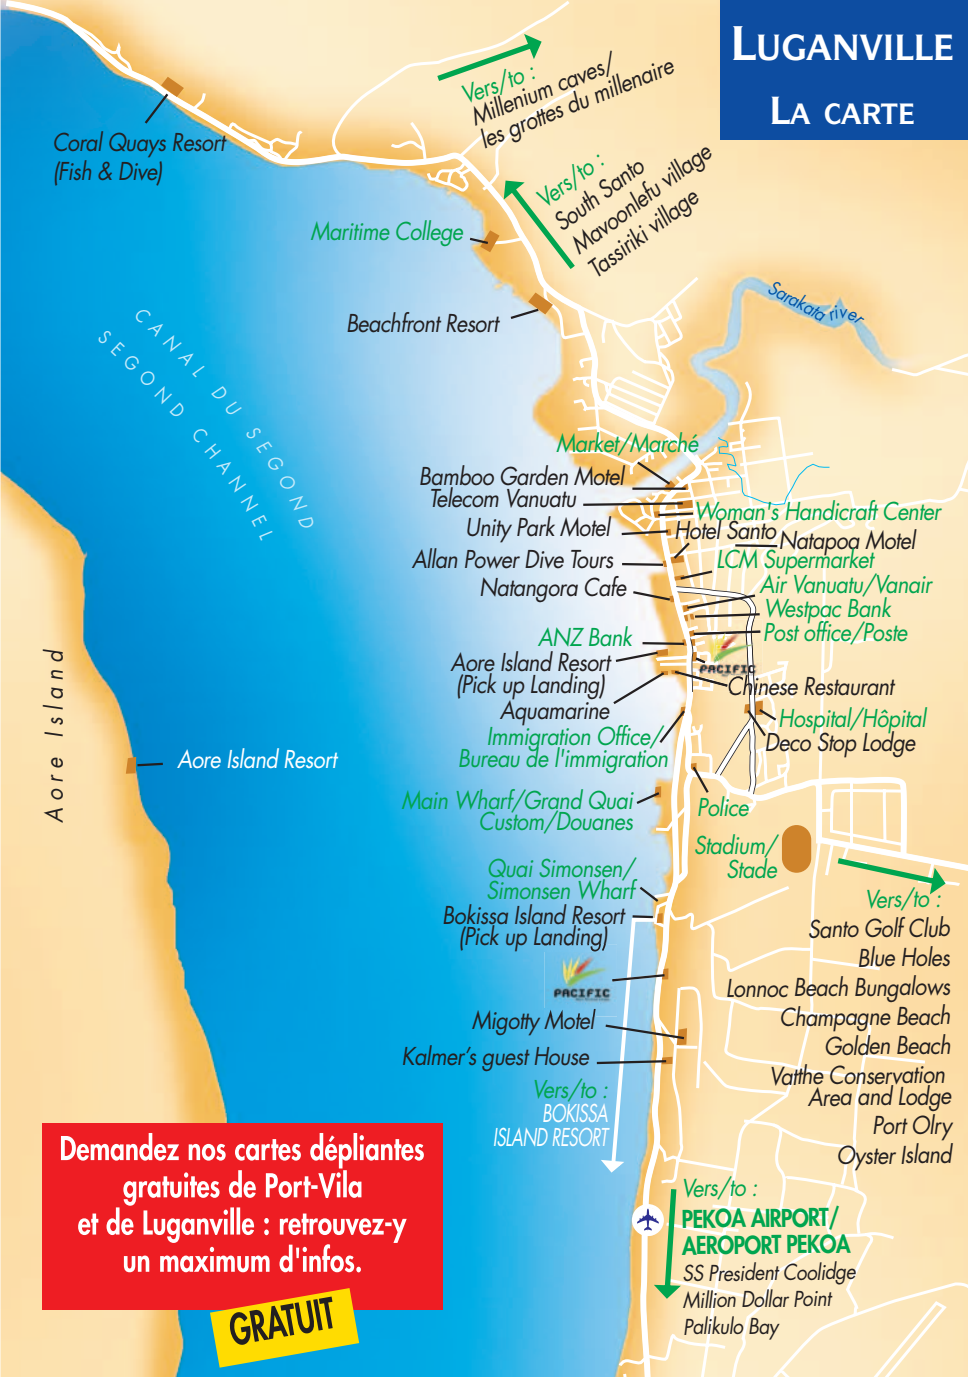 LUGANVILLE
LA CARTE
Vers/to :
Millenium caves/
les grottes du millenaire
Coral Quays Resort
(Fish & Dive)
Vers/to :
South Santo
Mavoonlefu village
Tassiriki village
Maritime College
Sarakata river
Beachfront Resort
CANAL DU SEGOND
SEGOND CHANNEL
Market/Marché
Bamboo Garden Motel
Telecom Vanuatu
Woman's Handicraft Center
Unity Park Motel
Hotel Santo
Natapoa Motel
Allan Power Dive Tours
LCM Supermarket
Natangora Cafe
Air Vanuatu/Vanair
Westpac Bank
ANZ Bank
Post office/Poste
Aore Island Resort
(Pick up Landing)
PACIFIC
Chinese Restaurant
Aquamarine
Hospital/Hôpital
Immigration Office/
Bureau de l'immigration
Deco Stop Lodge
Aore Island
Aore Island Resort
Main Wharf/Grand Quai
Custom/Douanes
Police
Stadium/
Stade
Quai Simonsen/
Simonsen Wharf
Bokissa Island Resort
(Pick up Landing)
PACIFIC
Migotty Motel
Kalmer's guest House
Vers/to :
BOKISSA
ISLAND RESORT
Vers/to :
Santo Golf Club
Blue Holes
Lonnoc Beach Bungalows
Champagne Beach
Golden Beach
Vatthe Conservation
Area and Lodge
Port Olry
Oyster Island
Vers/to :
PEKOA AIRPORT/
AEROPORT PEKOA
SS President Coolidge
Million Dollar Point
Palikulo Bay
Demandez nos cartes dépliantes
gratuites de Port-Vila
et de Luganville : retrouvez-y
un maximum d'infos.
GRATUIT